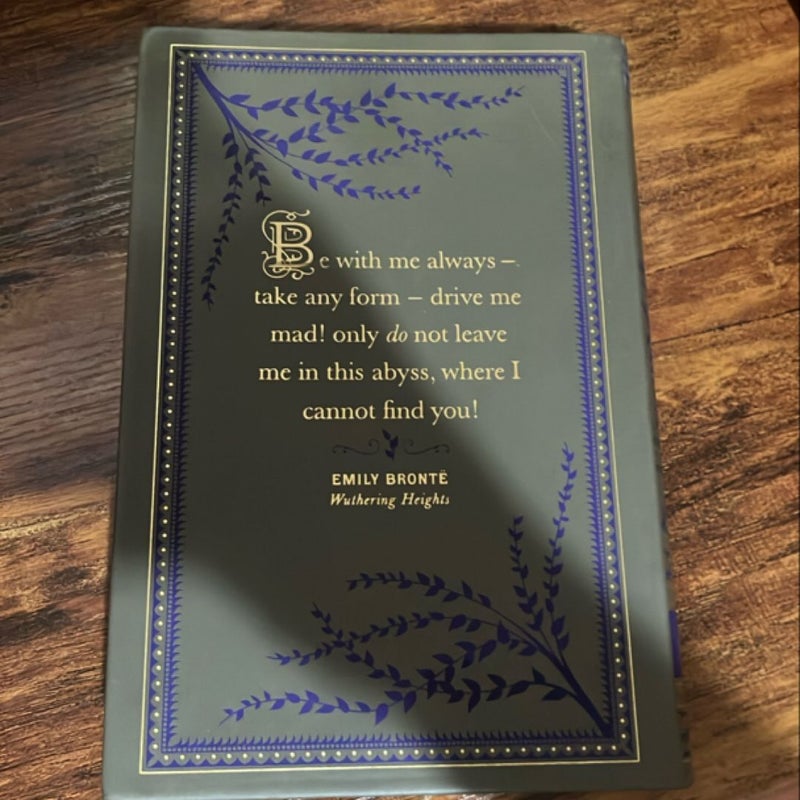 Be with me always –
take any form – drive me
mad! only do not leave
me in this abyss, where I
cannot find you!
EMILY BRONTË
Wuthering Heights